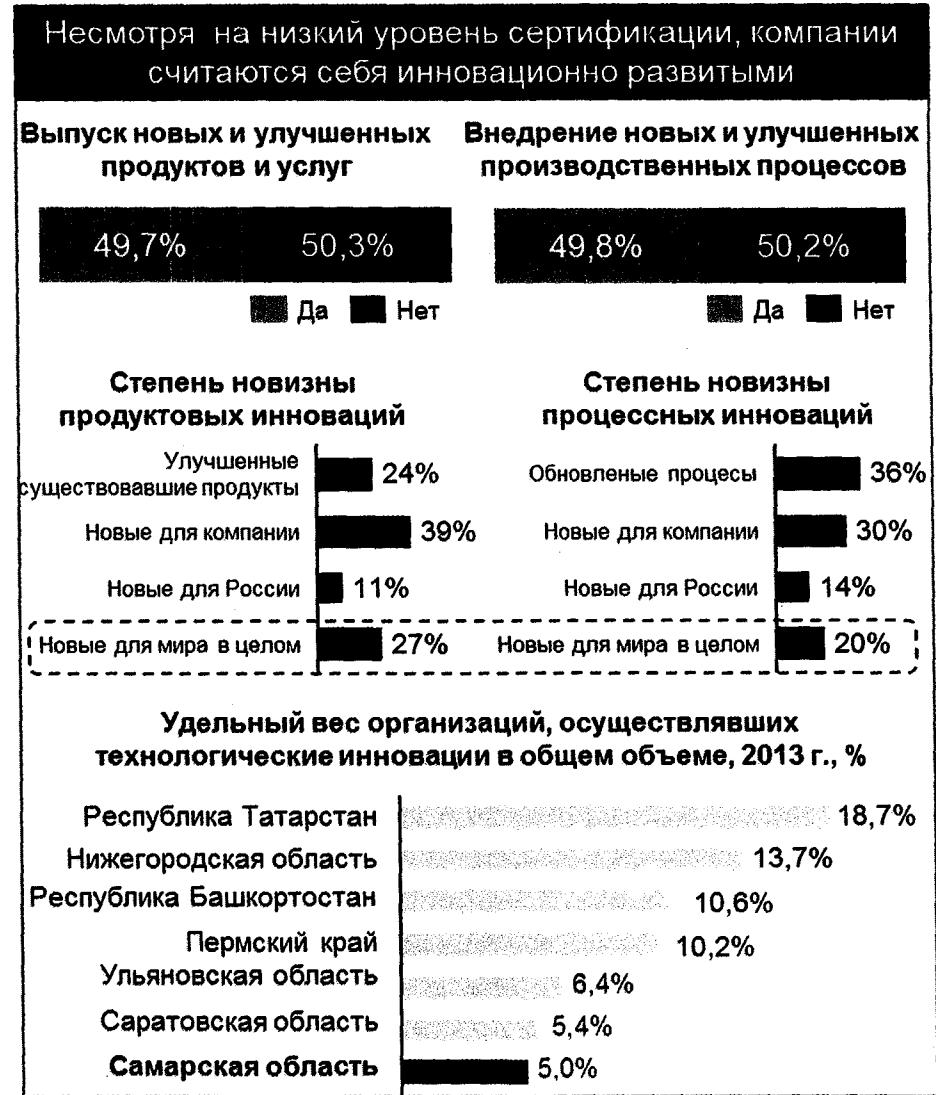 Несмотря на низкий уровень сертификации, компании
считаются себя инновационно развитыми
Выпуск новых и улучшенных
продуктов и услуг
49,7% 50,3%
Да Нет
Внедрение новых и улучшенных
производственных процессов
49,8% 50,2%
Да Нет
Степень новизны
продуктовых инноваций
Улучшенные
существовавшие продукты 24%
Новые для компании 39%
Новые для России 11%
Новые для мира в целом 27%
Степень новизны
процессных инноваций
Обновленые процесы 36%
Новые для компании 30%
Новые для России 14%
Новые для мира в целом 20%
Удельный вес организаций, осуществлявших
технологические инновации в общем объеме, 2013 г., %
Республика Татарстан 18,7%
Нижегородская область 13,7%
Республика Башкортостан 10,6%
Пермский край 10,2%
Ульяновская область 6,4%
Саратовская область 5,4%
Самарская область 5,0%